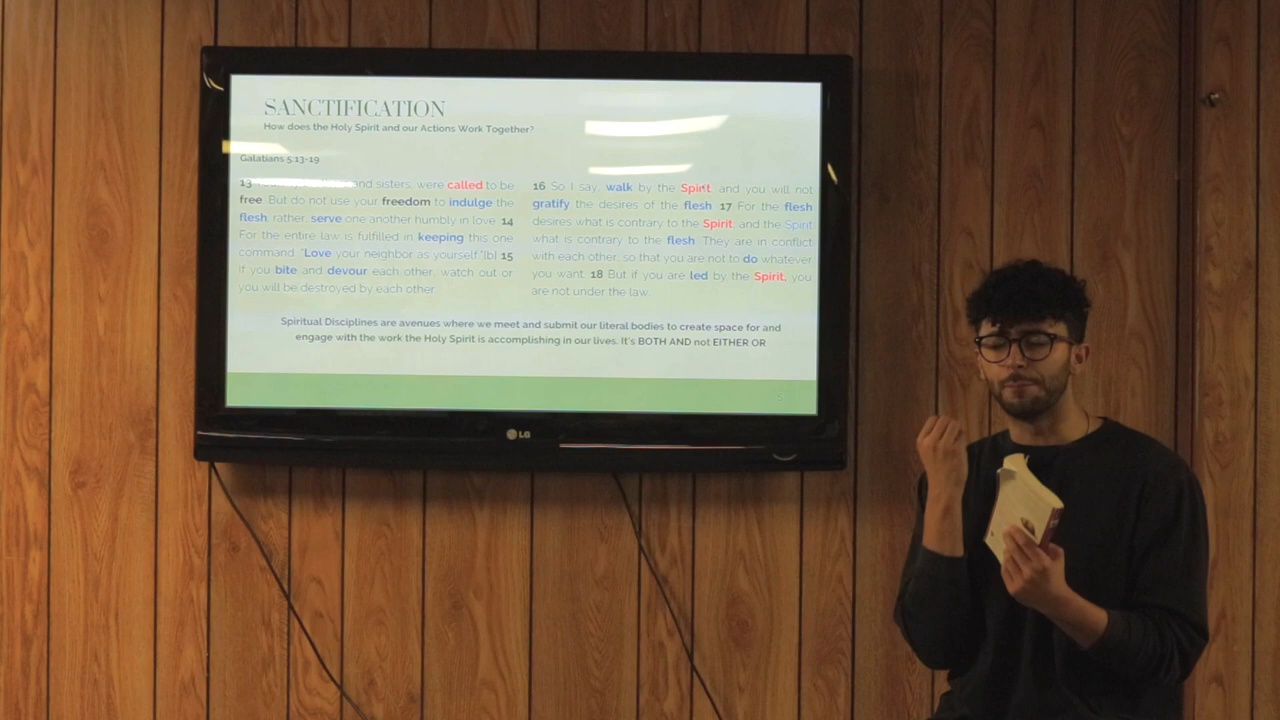 SANCTIFICATION
How does the Holy Spirit and our Actions Work Together?
Galatians 5:13-19
13 and sisters, were called to be
free. But do not use your freedom to indulge the
flesh; rather, serve one another humbly in love. 14
For the entire law is fulfilled in keeping this one
command: "Love your neighbor as yourself."[b] 15
If you bite and devour each other, watch out or
you will be destroyed by each other.
16 So I say, walk by the Spirit, and you will not
gratify the desires of the flesh. 17 For the flesh
desires what is contrary to the Spirit, and the Spirit
what is contrary to the flesh. They are in conflict
with each other, so that you are not to do whatever
you want. 18 But if you are led by the Spirit, you
are not under the law.
Spiritual Disciplines are avenues where we meet and submit our literal bodies to create space for and
engage with the work the Holy Spirit is accomplishing in our lives. It's BOTH AND not EITHER OR
5
LG